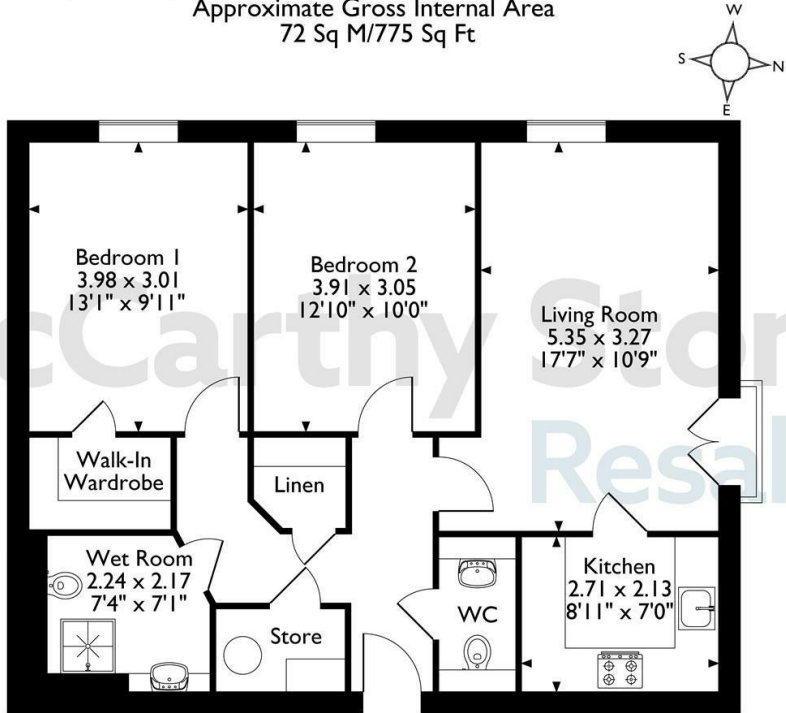 Approximate Gross Internal Area
72 Sq M/775 Sq Ft
W
S
N
E
Bedroom 1
3.98 x 3.01
13'1" x 9'11"
Bedroom 2
3.91 x 3.05
12'10" x 10'0"
Living Room
5.35 x 3.27
17'7" x 10'9"
cCarthy Ston
Resal
Walk-In
Wardrobe
Linen
Wet Room
2.24 x 2.17
7'4" x 7'1"
Store
WC
Kitchen
2.71 x 2.13
8'11" x 7'0"